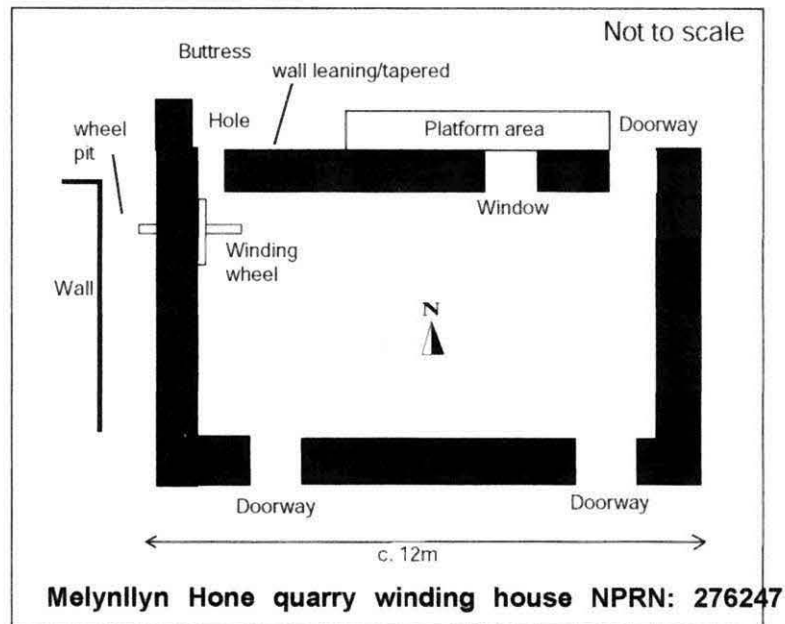 Not to scale
Buttress
wall leaning/tapered
wheel
pit
Hole
Platform area
Doorway
Window
Winding
wheel
Wall
N
Doorway
Doorway
c. 12m
Melynllyn Hone quarry winding house NPRN: 276247